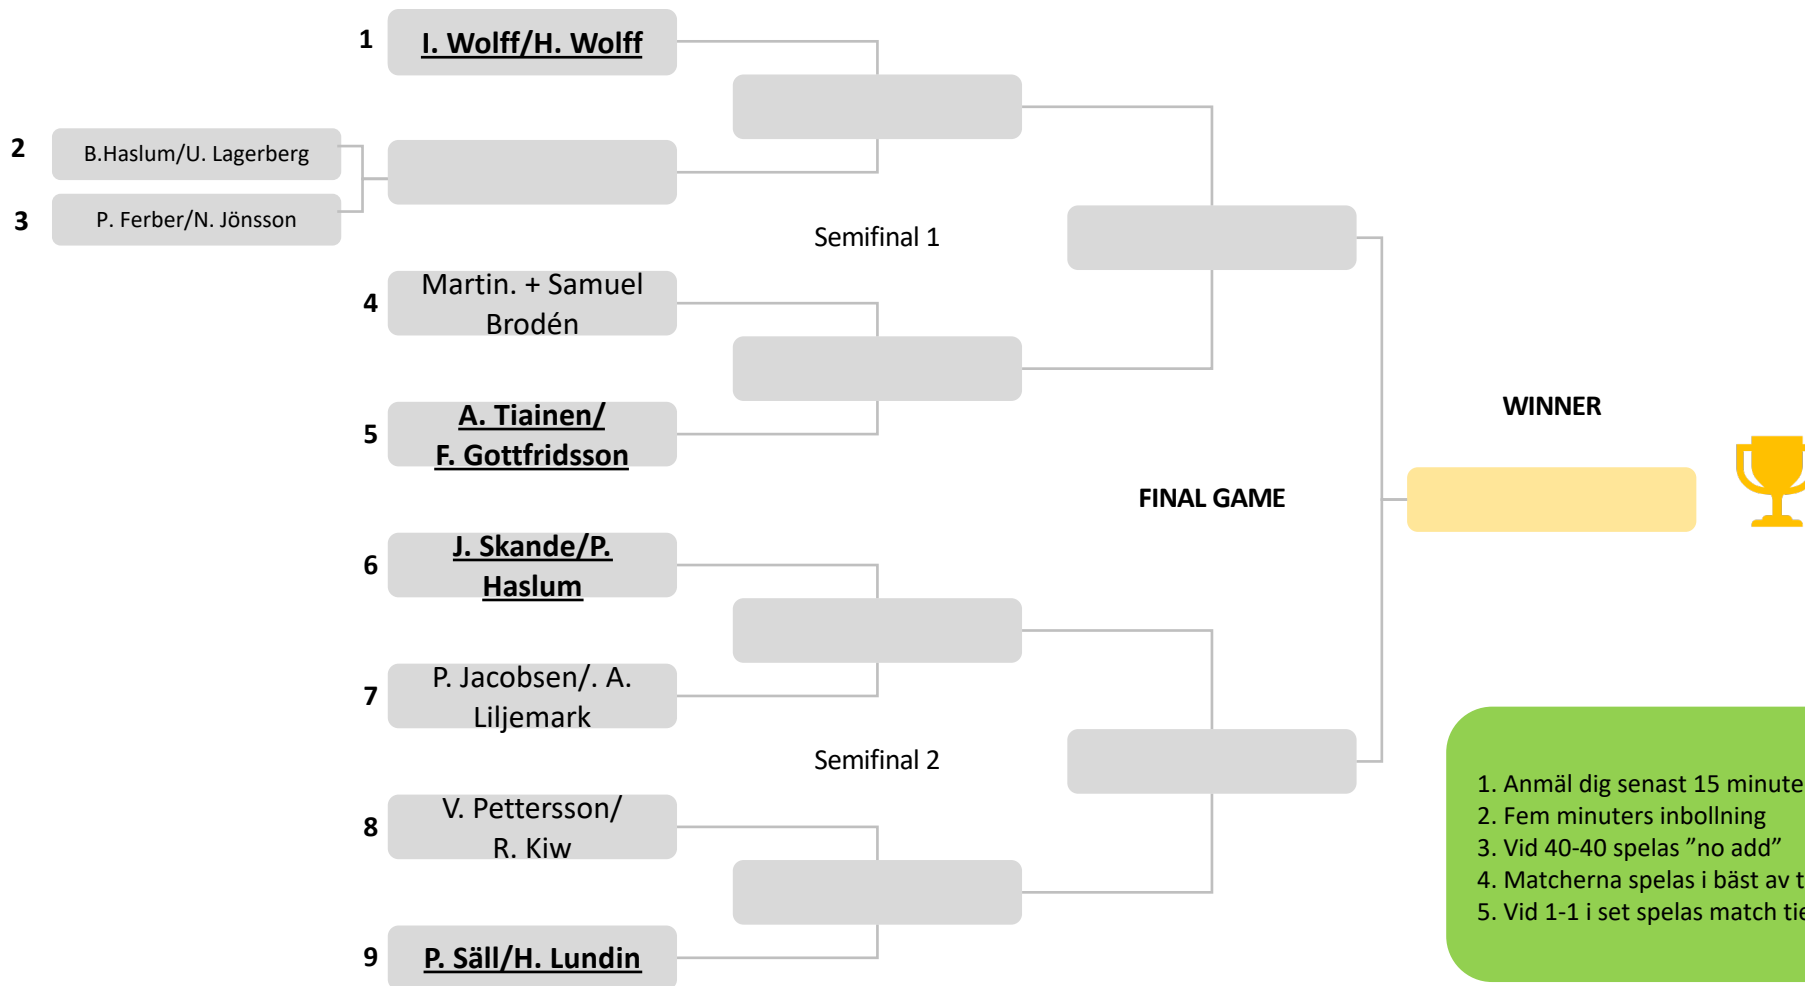 1 I. Wolff/H. Wolff
2 B.Haslum/U. Lagerberg
3 P. Ferber/N. Jönsson
Semifinal 1
4 Martin. + Samuel
Brodén
5 A. Tiainen/
F. Gottfridsson
WINNER
FINAL GAME
6 J. Skande/P.
Haslum
7 P. Jacobsen/. A.
Liljemark
Semifinal 2
8 V. Pettersson/
R. Kiw
9 P. Säll/H. Lundin
1. Anmäl dig senast 15 minute
2. Fem minuters inbollning
3. Vid 40-40 spelas ”no add”
4. Matcherna spelas i bäst av t
5. Vid 1-1 i set spelas match tie